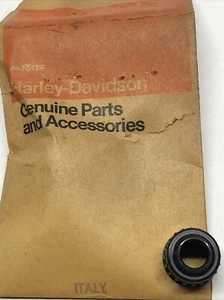 AMF
Harley-Davidson
Genuine Parts
and Accessories
ITALY